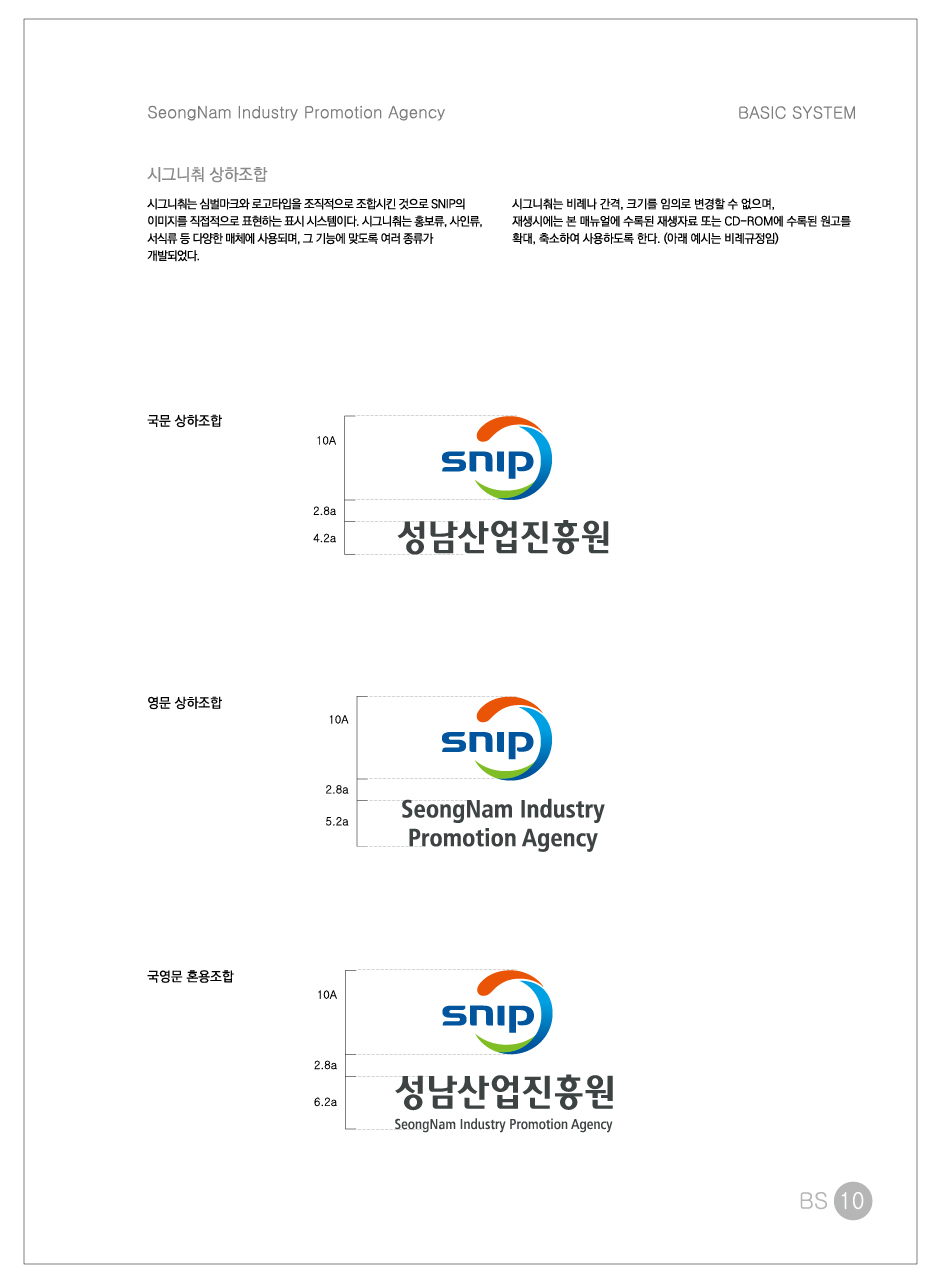 SeongNam Industry Promotion Agency
BASIC SYSTEM
시그니춰 상하조합
시그니춰는 심벌마크와 로고타입을 조직적으로 조합시킨 것으로 SNIP의
이미지를 직접적으로 표현하는 표시 시스템이다. 시그니춰는 홍보류, 사인류,
서식류 등 다양한 매체에 사용되며, 그 기능에 맞도록 여러 종류가
개발되었다.
시그니춰는 비례나 간격, 크기를 임의로 변경할 수 없으며,
재생시에는 본 매뉴얼에 수록된 재생자료 또는 CD-ROM에 수록된 원고를
확대, 축소하여 사용하도록 한다. (아래 예시는 비례규정임)
국문 상하조합
10A
2.8a
4.2a
snip
성남산업진흥원
영문 상하조합
10A
2.8a
5.2a
snip
SeongNam Industry
Promotion Agency
국영문 혼용조합
10A
2.8a
6.2a
snip
성남산업진흥원
SeongNam Industry Promotion Agency
BS 10